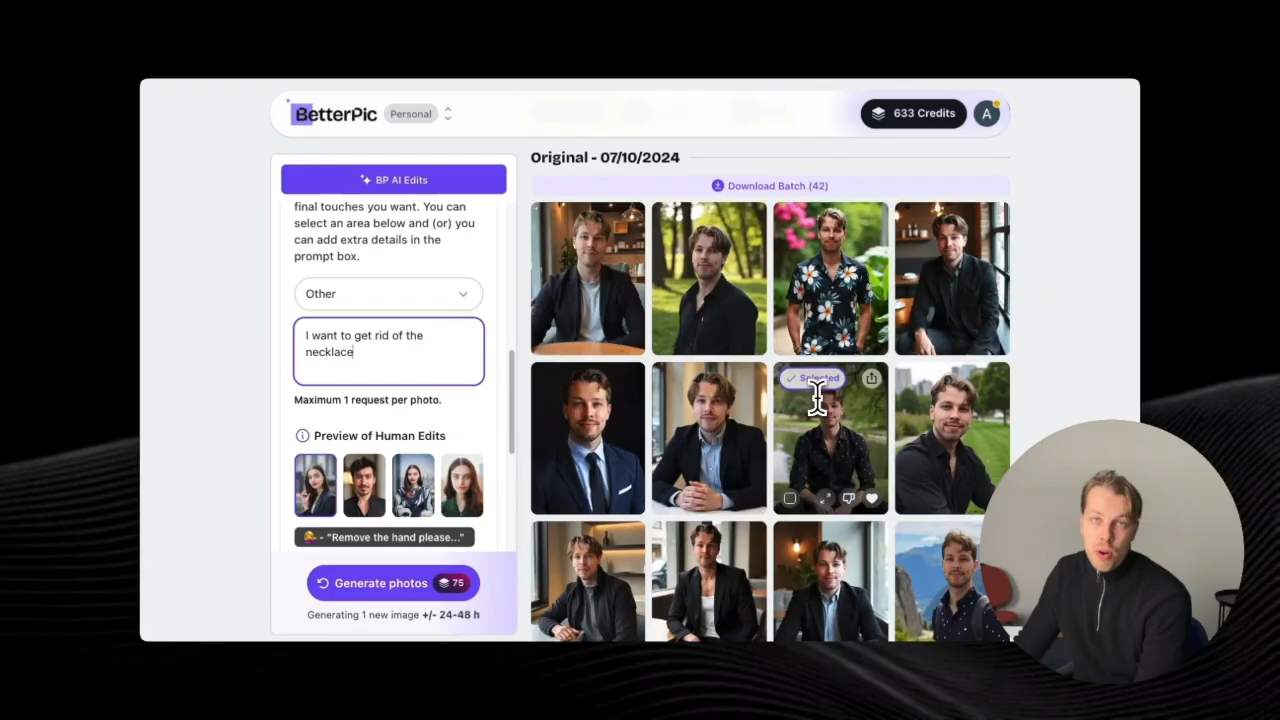 BetterPic
Personal
633 Credits
A
BP AI Edits
final touches you want. You can
select an area below and (or) you
can add extra details in the
prompt box.
Other
I want to get rid of the
necklace
Maximum 1 request per photo.
Preview of Human Edits
- "Remove the hand please..."
Generate photos
75
Generating 1 new image +/- 24-48 h
Original - 07/10/2024
Download Batch (42)
Selected